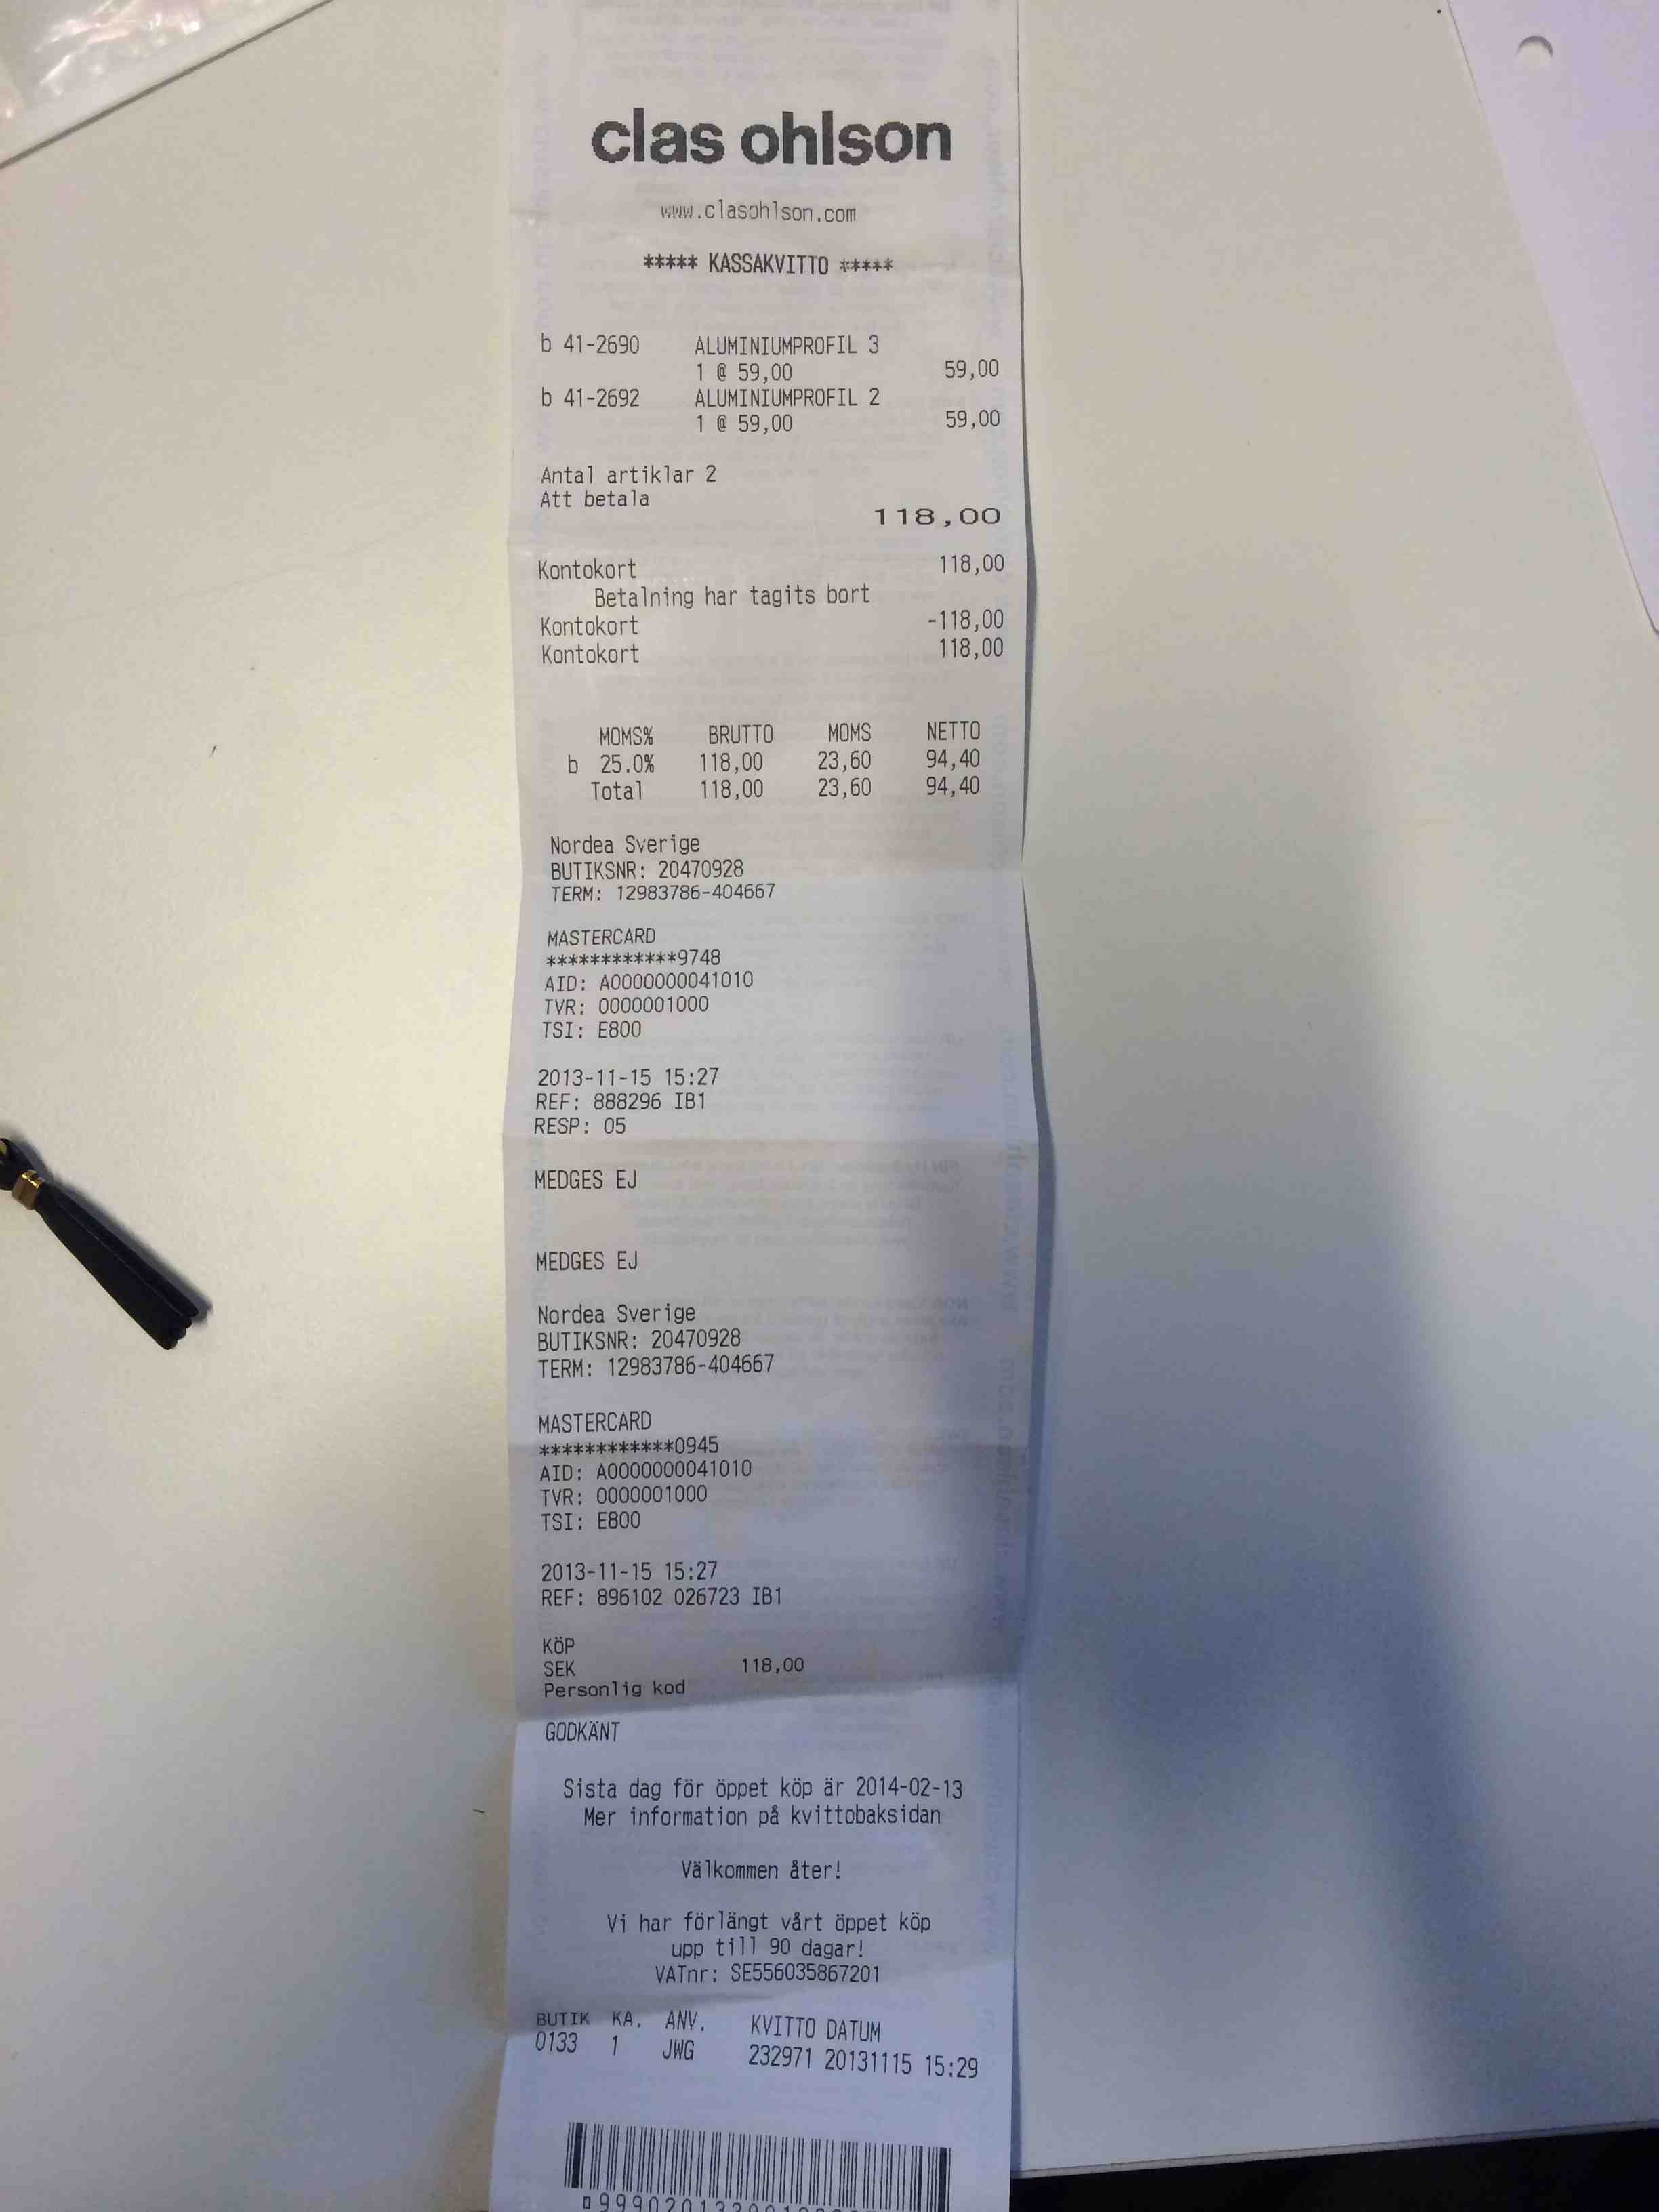 clas ohlson
www.clasohlson.com
***** KASSAKVITTO *****
b 41-2690 ALUMINIUMPROFIL 3
1 @ 59,00 59,00
b 41-2692 ALUMINIUMPROFIL 2
1 @ 59,00 59,00
Antal artiklar 2
Att betala
118,00
Kontokort 118,00
Betalning har tagits bort
Kontokort -118,00
Kontokort 118,00
MOMS% BRUTTO MOMS NETTO
b 25.0% 118,00 23,60 94,40
Total 118,00 23,60 94,40
Nordea Sverige
BUTIKSNR: 20470928
TERM: 12983786-404667
MASTERCARD
************9748
AID: A0000000041010
TVR: 0000001000
TSI: E800
2013-11-15 15:27
REF: 888296 IB1
RESP: 05
MEDGES EJ
MEDGES EJ
Nordea Sverige
BUTIKSNR: 20470928
TERM: 12983786-404667
MASTERCARD
************0945
AID: A0000000041010
TVR: 0000001000
TSI: E800
2013-11-15 15:27
REF: 896102 026723 IB1
KÖP
SEK 118,00
Personlig kod
GODKÄNT
Sista dag för öppet köp är 2014-02-13
Mer information på kvittobaksidan
Välkommen åter!
Vi har förlängt vårt öppet köp
upp till 90 dagar!
VATnr: SE556035867201
BUTIK KA. ANV. KVITTO DATUM
0133 1 JWG 232971 20131115 15:29